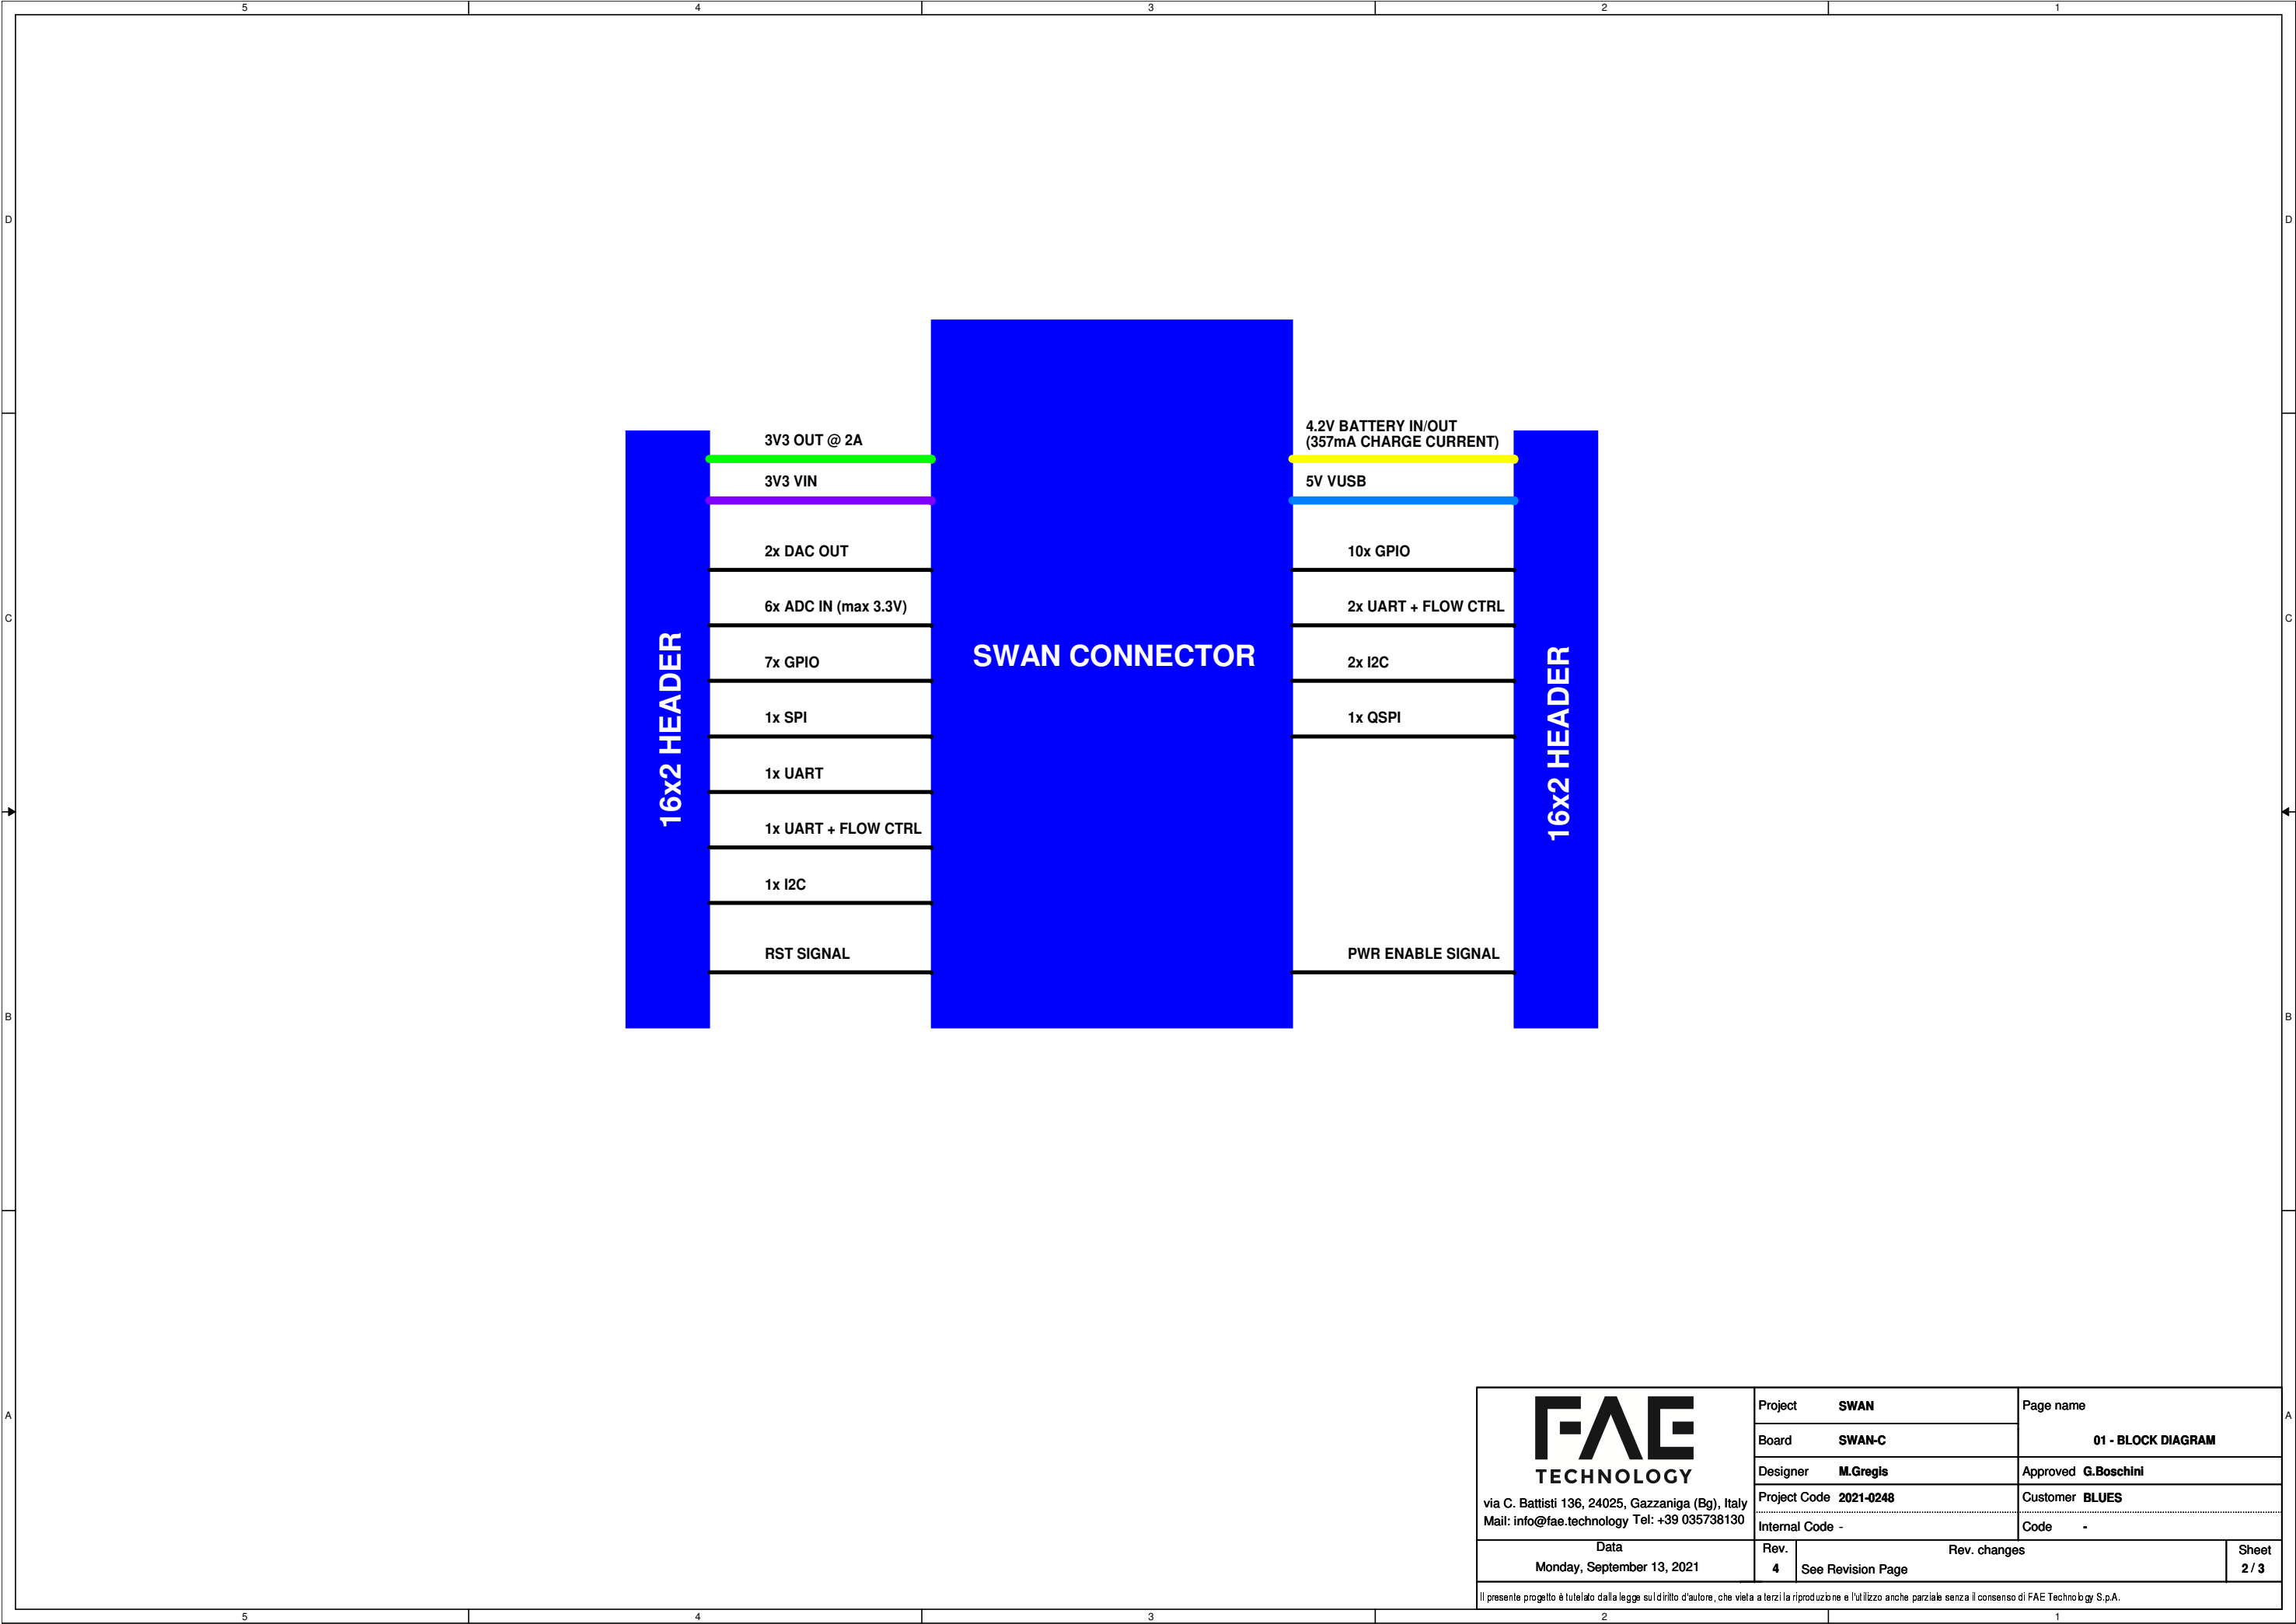 5 4 3 2 1
D D
C C
B B
A A
4.2V BATTERY IN/OUT
(357mA CHARGE CURRENT)
3V3 OUT @ 2A
3V3 VIN
5V VUSB
2x DAC OUT
10x GPIO
6x ADC IN (max 3.3V)
2x UART + FLOW CTRL
SWAN CONNECTOR
7x GPIO
2x I2C
16x2 HEADER
16x2 HEADER
1x SPI
1x QSPI
1x UART
1x UART + FLOW CTRL
1x I2C
RST SIGNAL
PWR ENABLE SIGNAL
FAE
TECHNOLOGY
via C. Battisti 136, 24025, Gazzaniga (Bg), Italy
Mail: info@fae.technology Tel: +39 035738130
Project SWAN
Page name
Board SWAN-C
01 - BLOCK DIAGRAM
Designer M.Gregis
Approved G.Boschini
Project Code 2021-0248
Customer BLUES
Internal Code -
Code -
Data
Monday, September 13, 2021
Rev.
4
Rev. changes
See Revision Page
Sheet
2 / 3
Il presente progetto è tutelato dalla legge sul diritto d'autore, che vieta a terzi la riproduzione e l'utilizzo anche parziale senza il consenso di FAE Technology S.p.A.
5 4 3 2 1